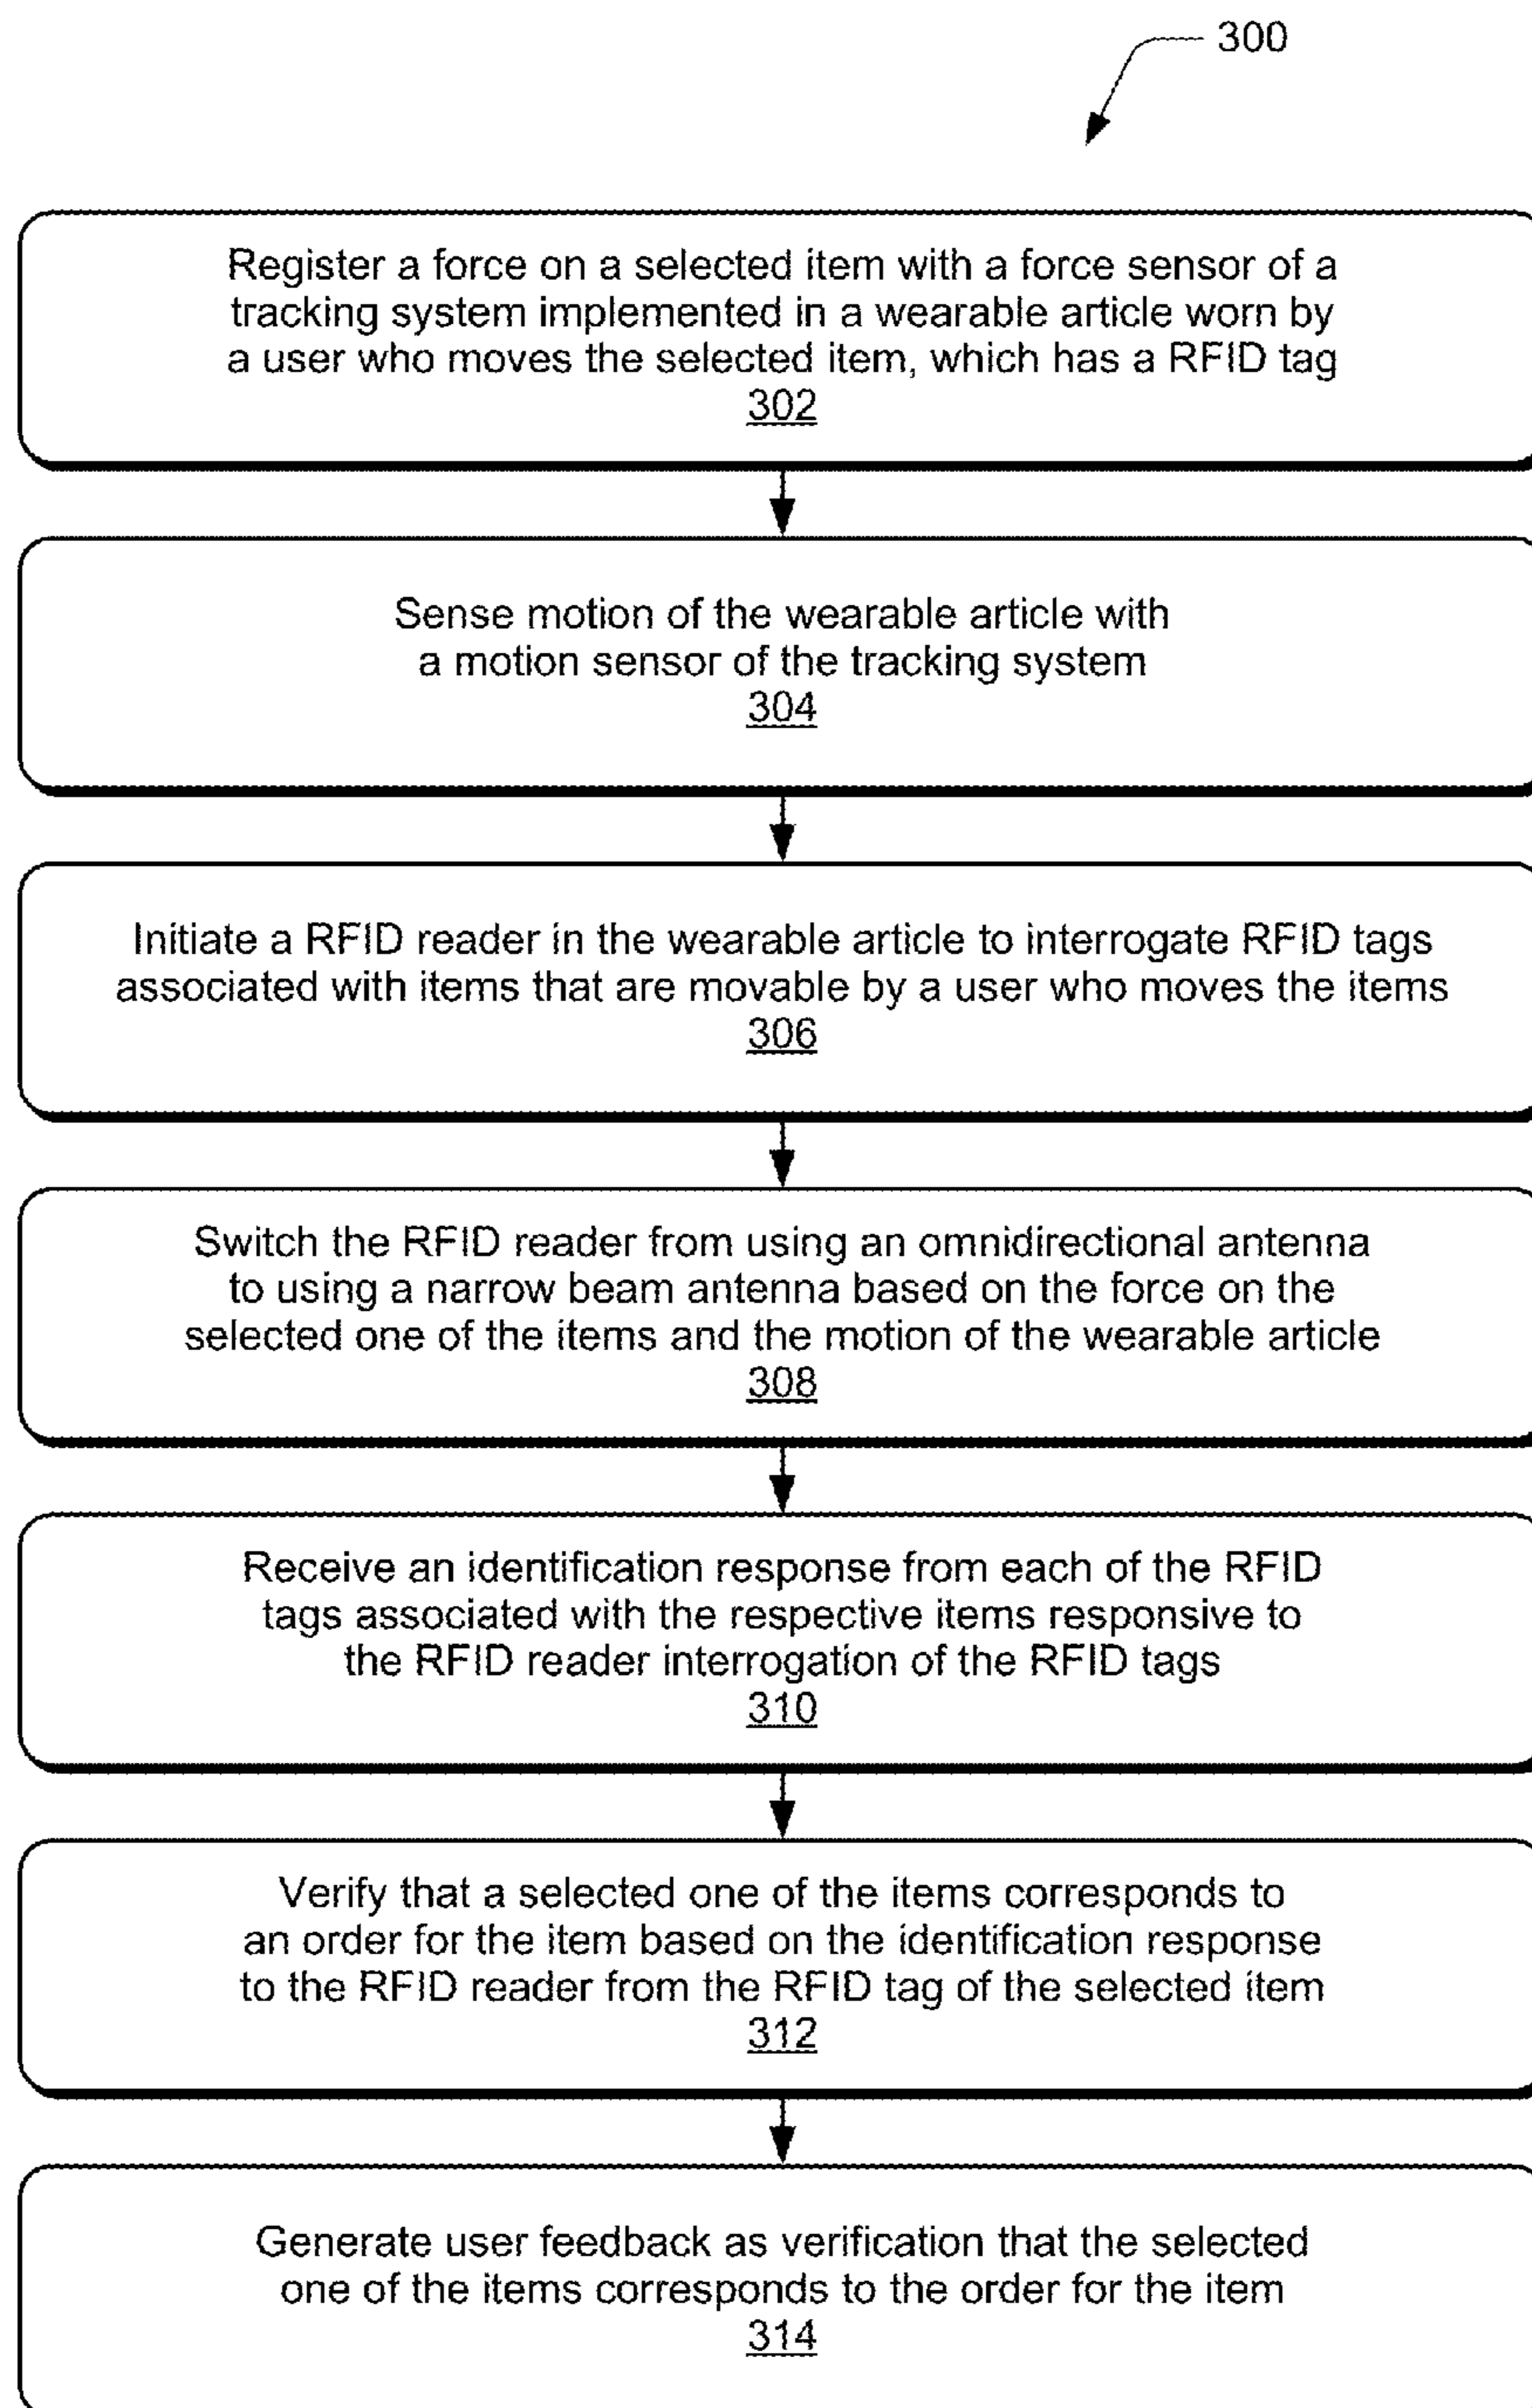 300
Register a force on a selected item with a force sensor of a
tracking system implemented in a wearable article worn by
a user who moves the selected item, which has a RFID tag
302
Sense motion of the wearable article with
a motion sensor of the tracking system
304
Initiate a RFID reader in the wearable article to interrogate RFID tags
associated with items that are movable by a user who moves the items
306
Switch the RFID reader from using an omnidirectional antenna
to using a narrow beam antenna based on the force on the
selected one of the items and the motion of the wearable article
308
Receive an identification response from each of the RFID
tags associated with the respective items responsive to
the RFID reader interrogation of the RFID tags
310
Verify that a selected one of the items corresponds to
an order for the item based on the identification response
to the RFID reader from the RFID tag of the selected item
312
Generate user feedback as verification that the selected
one of the items corresponds to the order for the item
314